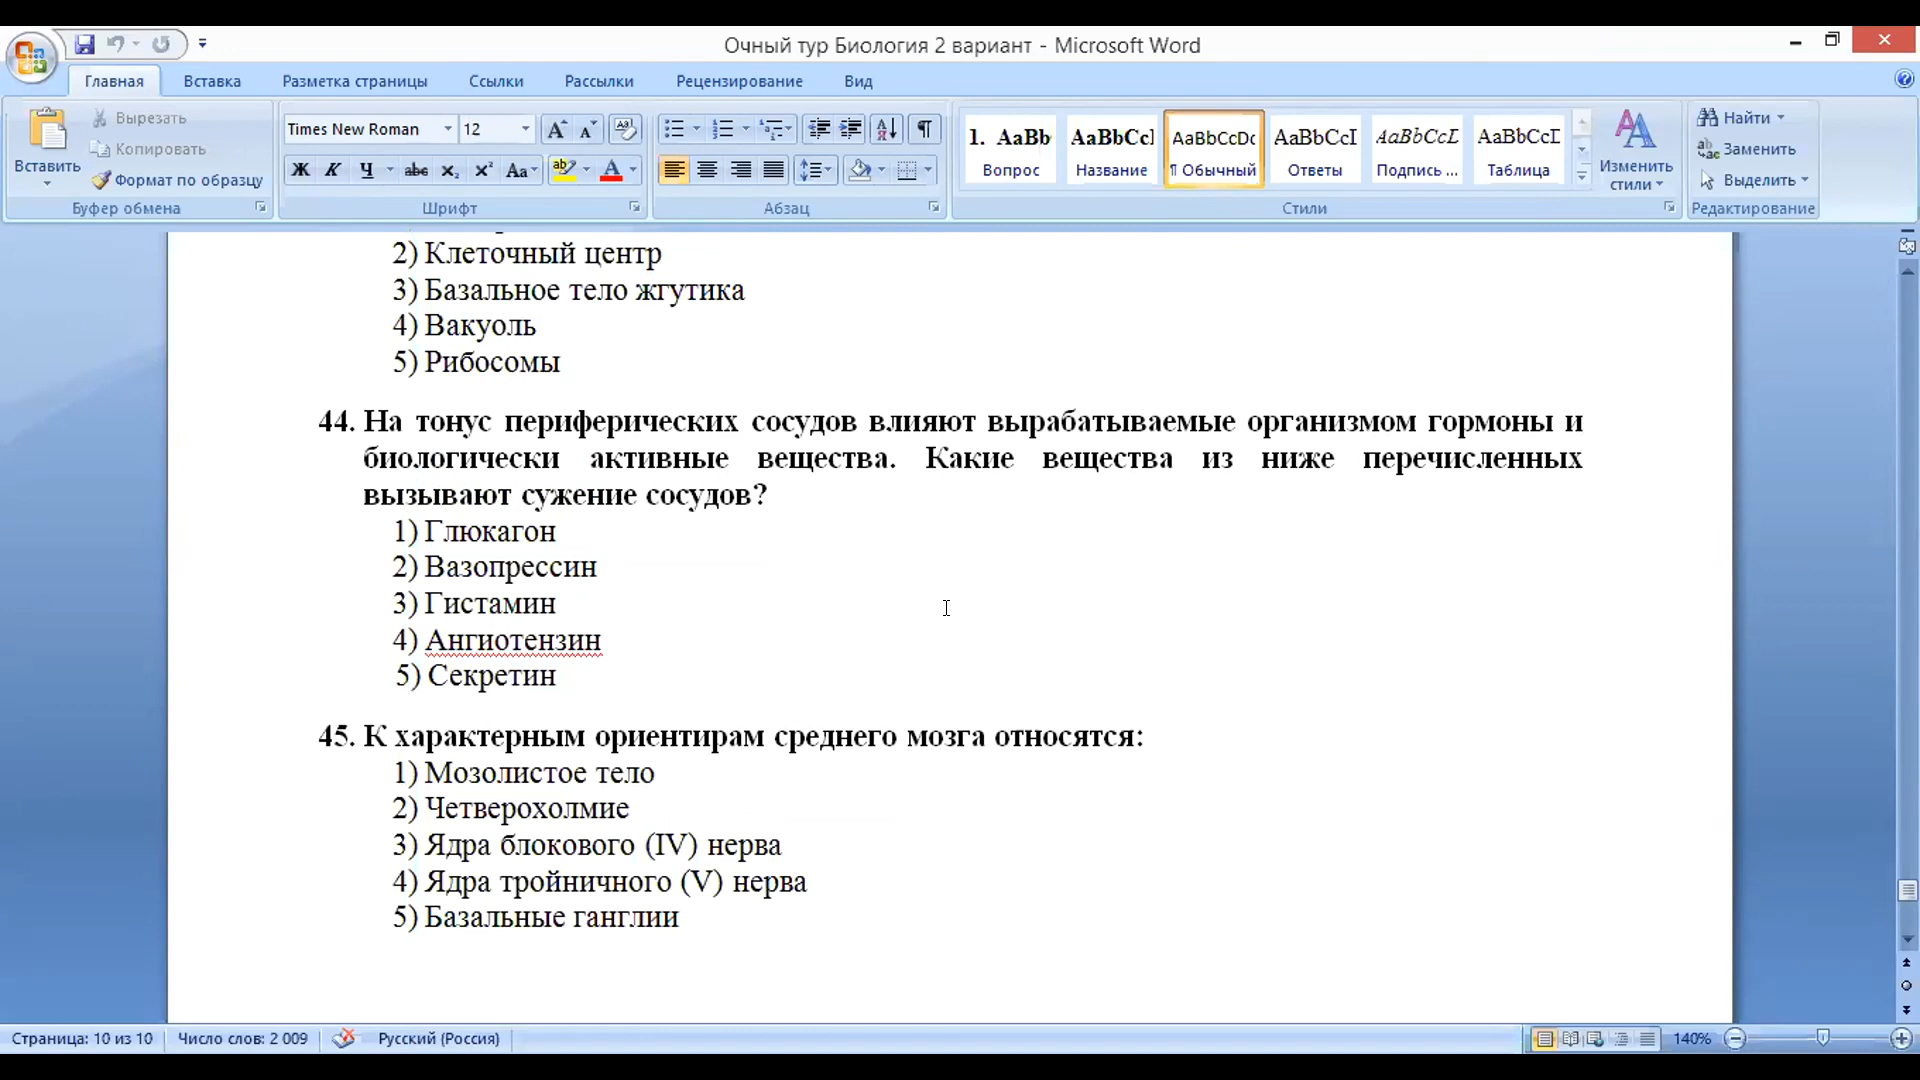 Очный тур Биология 2 вариант - Microsoft Word
Главная Вставка Разметка страницы Ссылки Рассылки Рецензирование Вид
Вставить
Вырезать
Копировать
Формат по образцу
Буфер обмена
Times New Roman 12
Ж К Ч abc x₂ x² Aa
Шрифт
Абзац
1. AaBb AaBbCcI AaBbCcDc AaBbCcI AaBbCcL AaBbCcI
Вопрос Название ¶ Обычный Ответы Подпись ... Таблица
Изменить стили
Стили
Найти
Заменить
Выделить
Редактирование
2) Клеточный центр
3) Базальное тело жгутика
4) Вакуоль
5) Рибосомы
44. На тонус периферических сосудов влияют вырабатываемые организмом гормоны и
биологически активные вещества. Какие вещества из ниже перечисленных
вызывают сужение сосудов?
1) Глюкагон
2) Вазопрессин
3) Гистамин
4) Ангиотензин
5) Секретин
45. К характерным ориентирам среднего мозга относятся:
1) Мозолистое тело
2) Четверохолмие
3) Ядра блокового (IV) нерва
4) Ядра тройничного (V) нерва
5) Базальные ганглии
Страница: 10 из 10 Число слов: 2 009 Русский (Россия) 140%